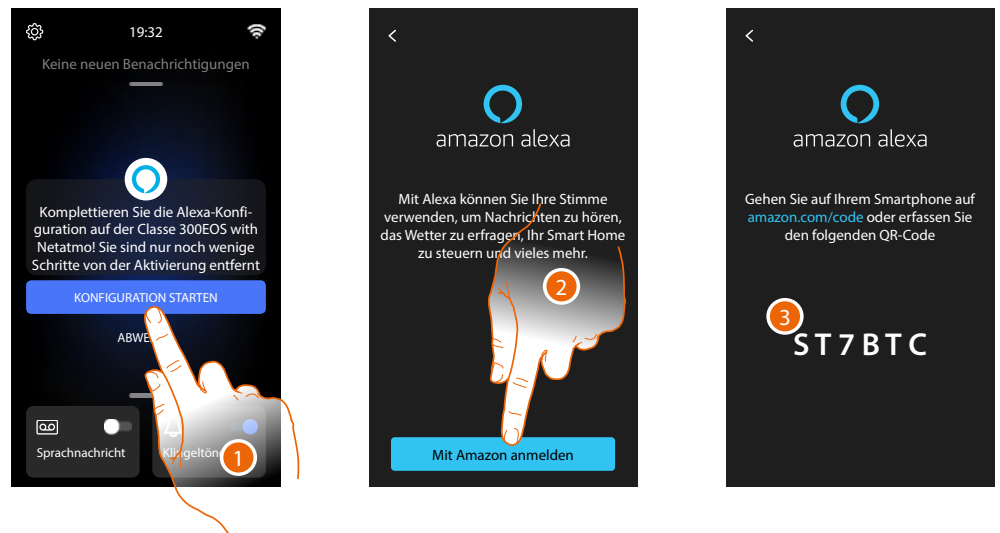 19:32
Keine neuen Benachrichtigungen
Komplettieren Sie die Alexa-Konfi-
guration auf der Classe 300EOS with
Netatmo! Sie sind nur noch wenige
Schritte von der Aktivierung entfernt
KONFIGURATION STARTEN
Sprachnachricht
1
amazon alexa
Mit Alexa können Sie Ihre Stimme
verwenden, um Nachrichten zu hören,
das Wetter zu erfragen, Ihr Smart Home
zu steuern und vieles mehr.
2
Mit Amazon anmelden
amazon alexa
Gehen Sie auf Ihrem Smartphone auf
amazon.com/code oder erfassen Sie
den folgenden QR-Code
3
ST7BTC